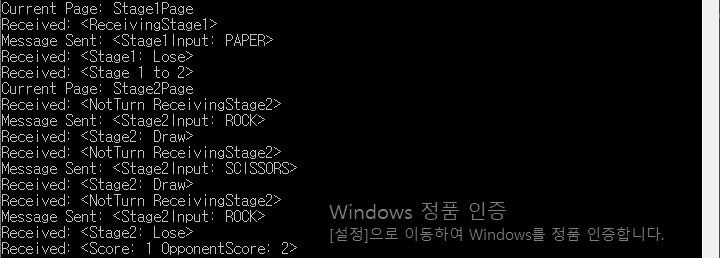 Current Page: Stage1Page
Received: <ReceivingStage1>
Message Sent: <Stage1Input: PAPER>
Received: <Stage1: Lose>
Received: <Stage 1 to 2>
Current Page: Stage2Page
Received: <NotTurn ReceivingStage2>
Message Sent: <Stage2Input: ROCK>
Received: <Stage2: Draw>
Received: <NotTurn ReceivingStage2>
Message Sent: <Stage2Input: SCISSORS>
Received: <Stage2: Draw>
Received: <NotTurn ReceivingStage2>
Message Sent: <Stage2Input: ROCK>
Received: <Stage2: Lose>
Received: <Score: 1 OpponentScore: 2>
Windows 정품 인증
[설정]으로 이동하여 Windows를 정품 인증합니다.